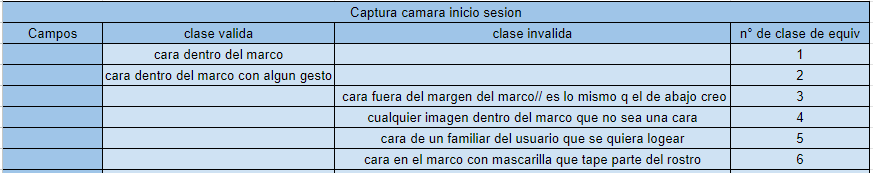 Captura camara inicio sesion
Campos clase valida clase invalida n° de clase de equiv
cara dentro del marco 1
cara dentro del marco con algun gesto 2
cara fuera del margen del marco// es lo mismo q el de abajo creo 3
cualquier imagen dentro del marco que no sea una cara 4
cara de un familiar del usuario que se quiera logear 5
cara en el marco con mascarilla que tape parte del rostro 6